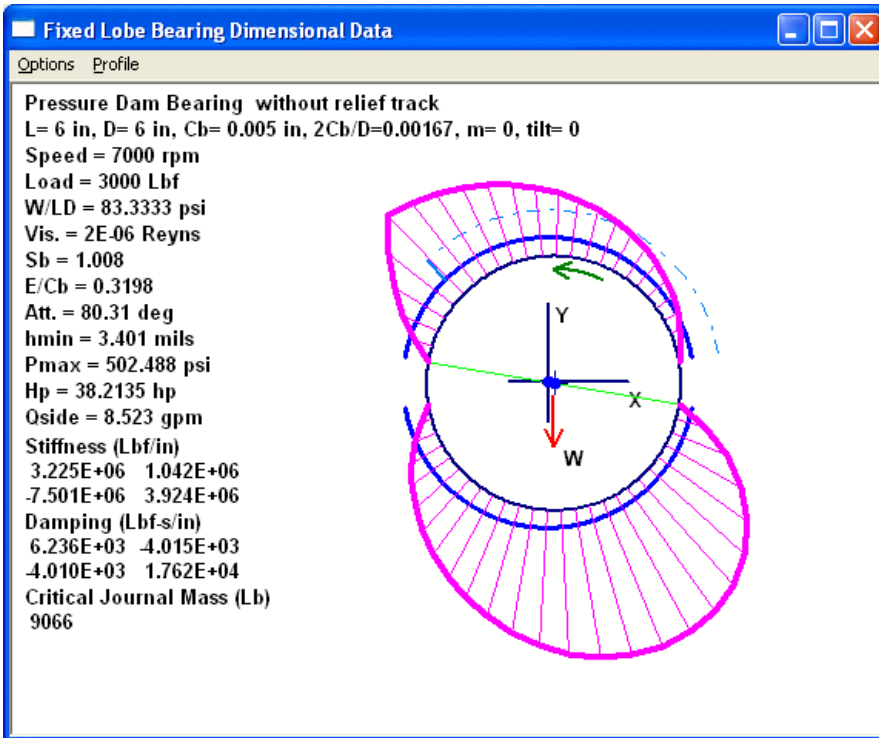 Fixed Lobe Bearing Dimensional Data
Options Profile
Pressure Dam Bearing without relief track
L= 6 in, D= 6 in, Cb= 0.005 in, 2Cb/D=0.00167, m= 0, tilt= 0
Speed = 7000 rpm
Load = 3000 Lbf
W/LD = 83.3333 psi
Vis. = 2E-06 Reyns
Sb = 1.008
E/Cb = 0.3198
Att. = 80.31 deg
hmin = 3.401 mils
Pmax = 502.488 psi
Hp = 38.2135 hp
Qside = 8.523 gpm
Stiffness (Lbf/in)
3.225E+06 1.042E+06
-7.501E+06 3.924E+06
Damping (Lbf-s/in)
6.236E+03 -4.015E+03
-4.010E+03 1.762E+04
Critical Journal Mass (Lb)
9066
Y
X
W